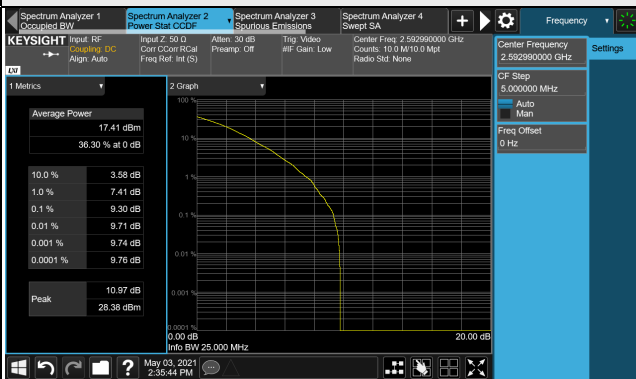 Spectrum Analyzer 1
Occupied BW
Spectrum Analyzer 2
Power Stat CCDF
Spectrum Analyzer 3
Spurious Emissions
Spectrum Analyzer 4
Swept SA
Frequency
KEYSIGHT
Input: RF
Coupling: DC
Align: Auto
Input Z: 50 Ω
Corr CCorr RCal
Freq Ref: Int (S)
Atten: 30 dB
Preamp: Off
Trig: Video
#IF Gain: Low
Center Freq: 2.592990000 GHz
Counts: 10.0 M/10.0 Mpt
Radio Std: None
LXI
Center Frequency
2.592990000 GHz
Settings
CF Step
5.000000 MHz
Auto
Man
Freq Offset
0 Hz
1 Metrics
Average Power
17.41 dBm
36.30 % at 0 dB
10.0 % 3.58 dB
1.0 % 7.41 dB
0.1 % 9.30 dB
0.01 % 9.71 dB
0.001 % 9.74 dB
0.0001 % 9.76 dB
Peak
10.97 dB
28.38 dBm
2 Graph
100 %
10 %
1 %
0.1 %
0.01 %
0.001 %
0.0001 %
0.00 dB 20.00 dB
Info BW 25.000 MHz
May 03, 2021
2:35:44 PM